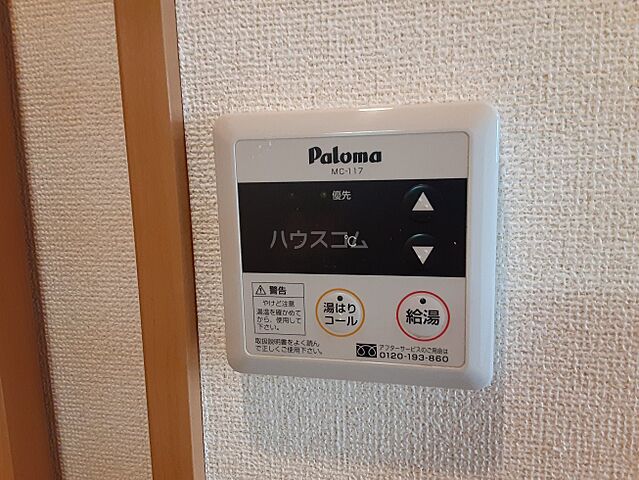 Paloma
MC-117
優先
ハウスコム
℃
警告
やけど注意
湯温を確かめて
から、使用して
下さい。
取扱説明書をよく読ん
で正しくご使用下さい。
湯はり
コール
給湯
アフターサービスのご用命は
0120-193-860